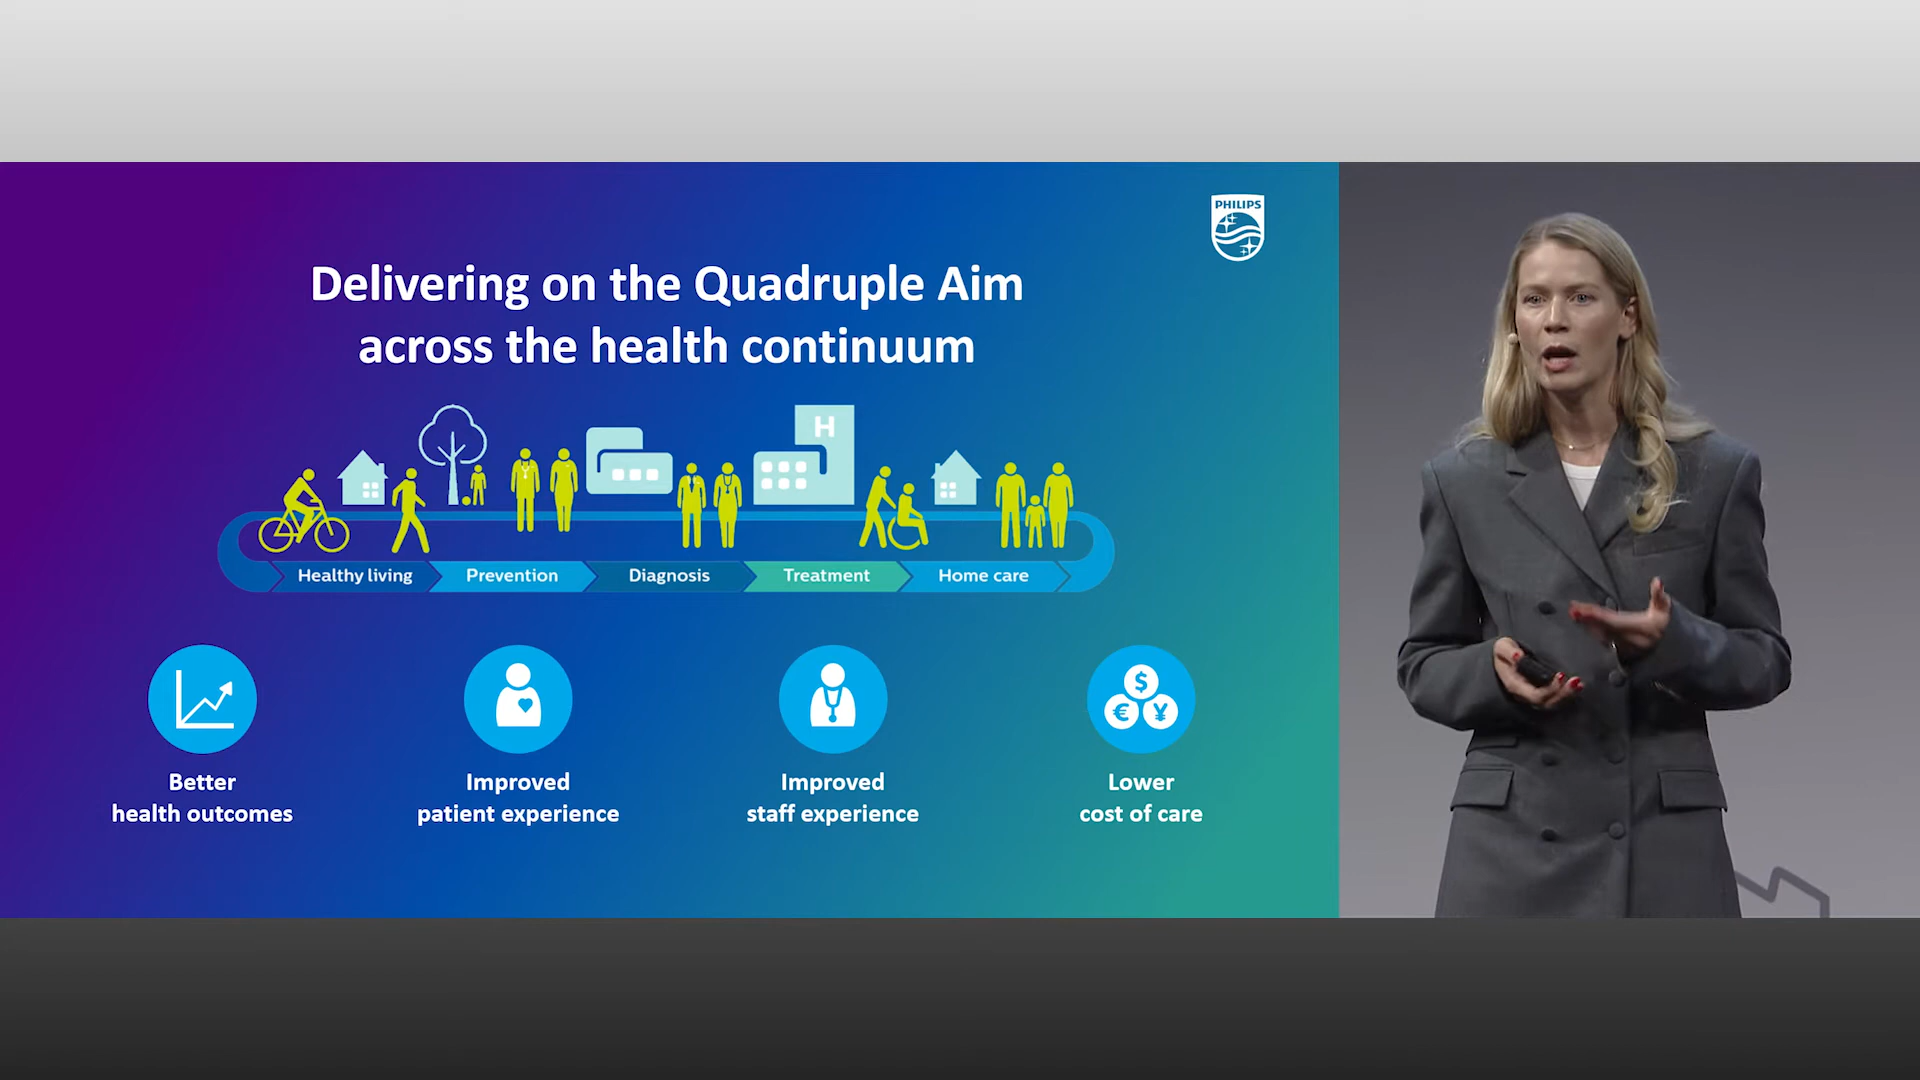 PHILIPS
Delivering on the Quadruple Aim
across the health continuum
H
Healthy living
Prevention
Diagnosis
Treatment
Home care
$
€ ¥
Better
health outcomes
Improved
patient experience
Improved
staff experience
Lower
cost of care